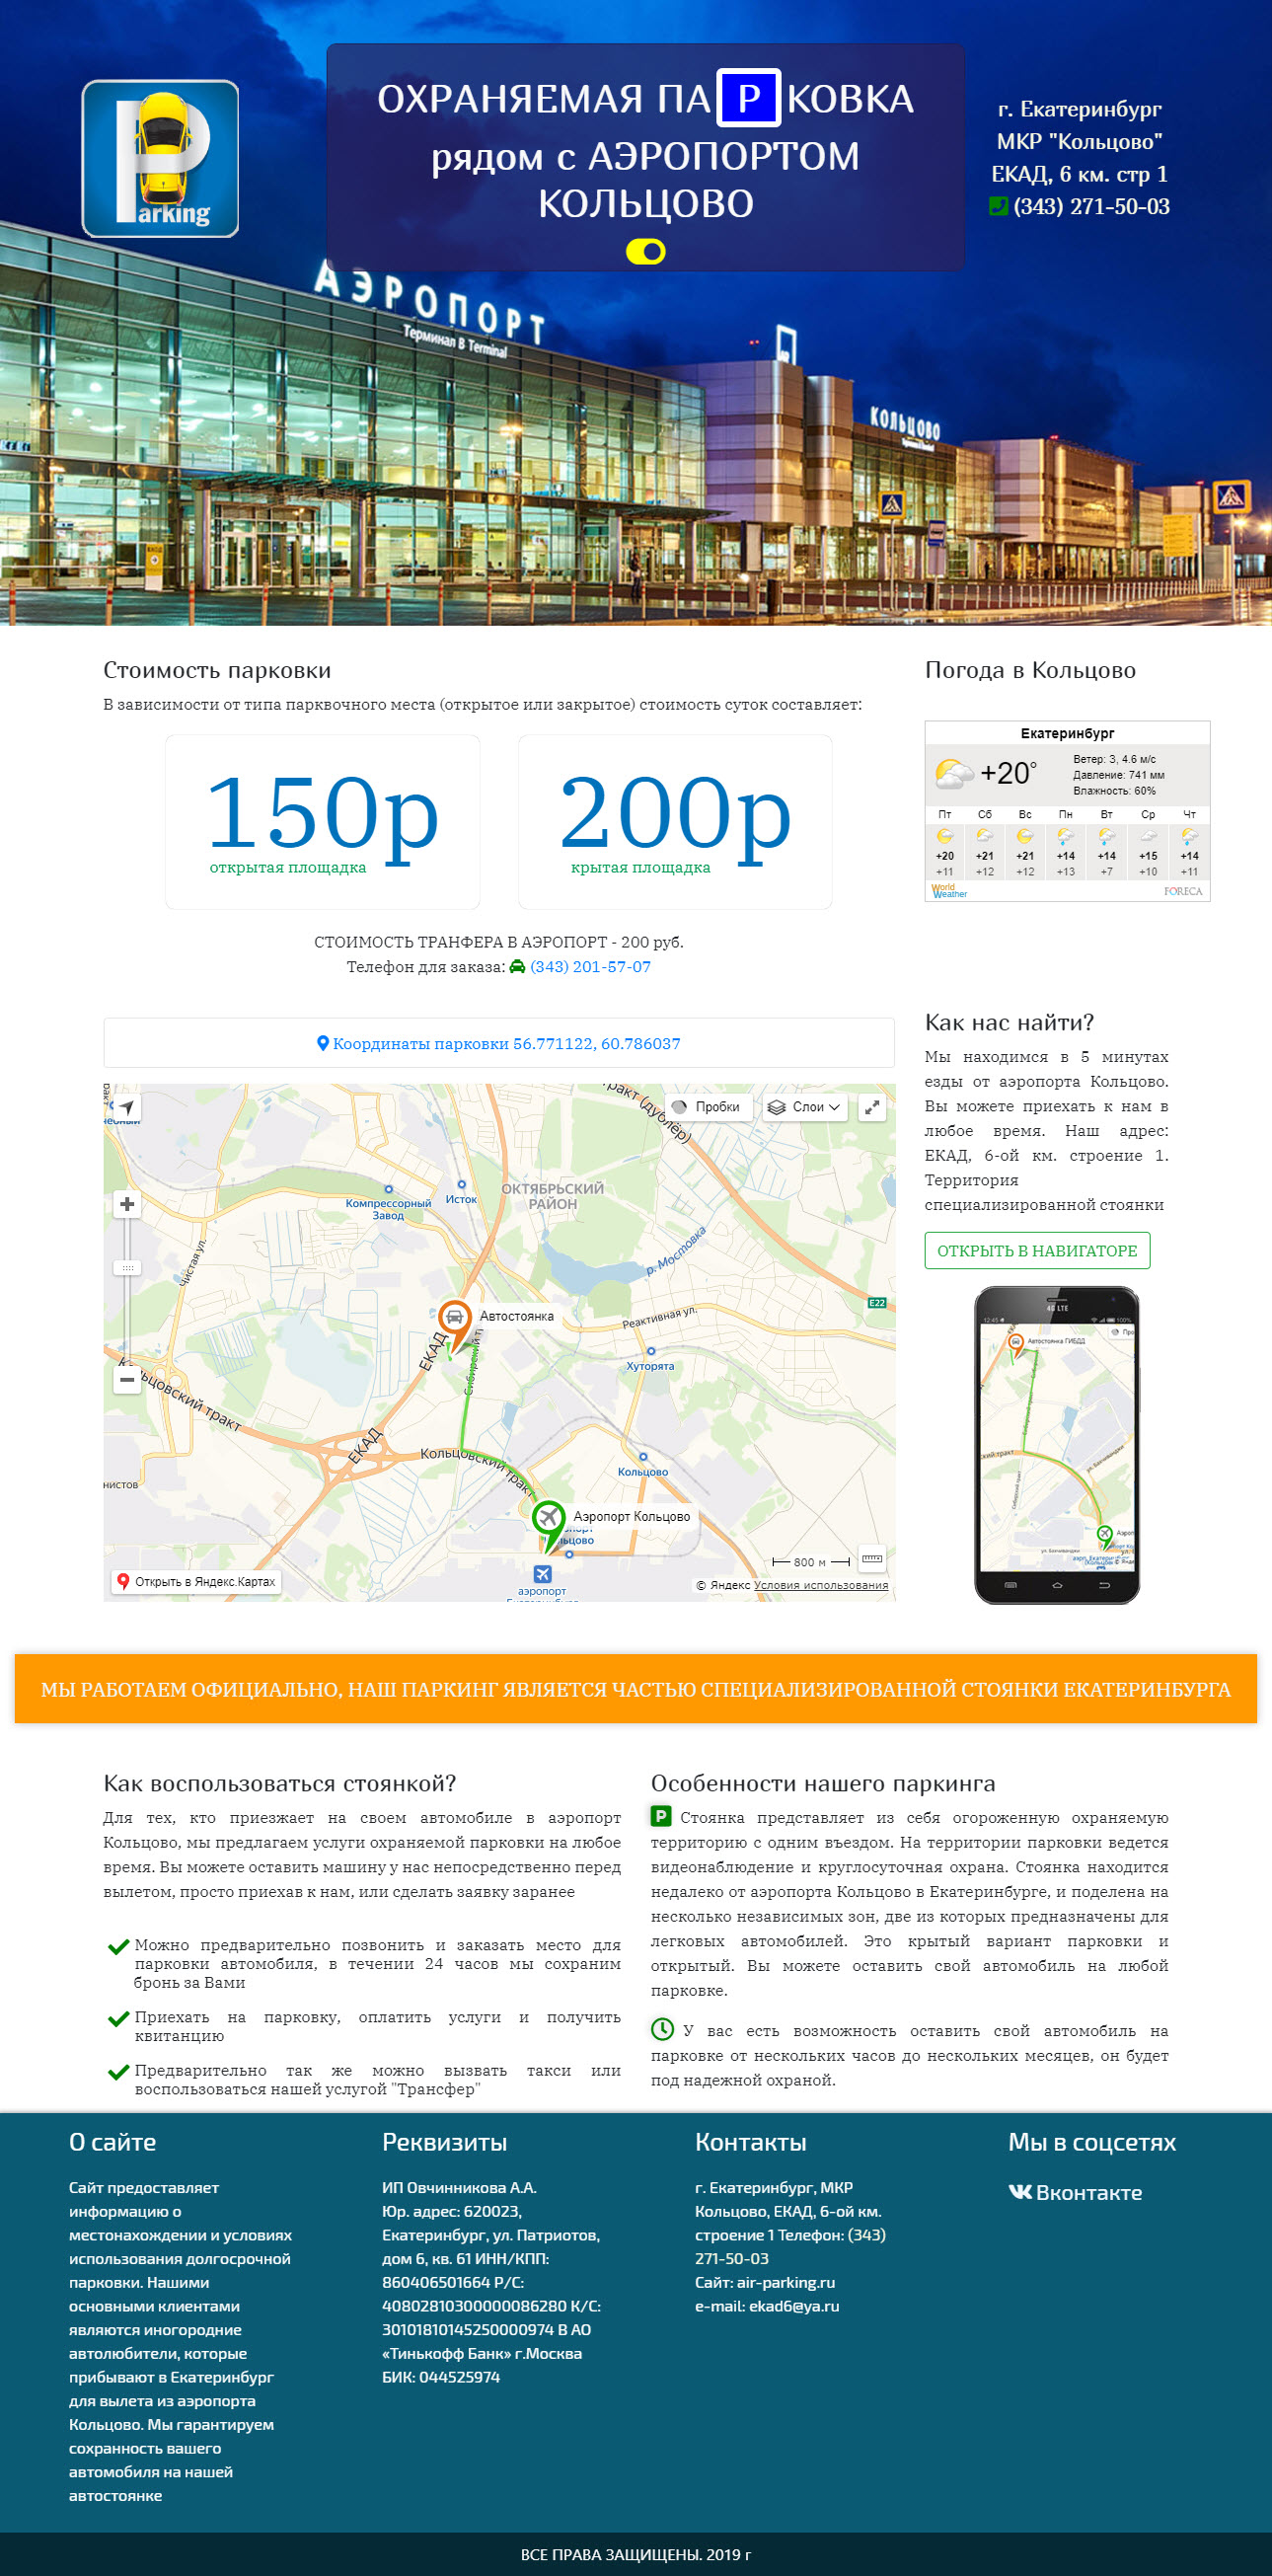 Parking
ОХРАНЯЕМАЯ ПАРКОВКА
рядом с АЭРОПОРТОМ
КОЛЬЦОВО
г. Екатеринбург
МКР "Кольцово"
ЕКАД, 6 км. стр 1
(343) 271-50-03
АЭРОПОРТ
Терминал B Terminal
КОЛЬЦОВО
Стоимость парковки
В зависимости от типа парквочного места (открытое или закрытое) стоимость суток составляет:
150р
открытая площадка
200р
крытая площадка
СТОИМОСТЬ ТРАНФЕРА В АЭРОПОРТ - 200 руб.
Телефон для заказа: (343) 201-57-07
Погода в Кольцово
Екатеринбург
+20°
Ветер: З, 4.6 м/с
Давление: 741 мм
Влажность: 60%
Пт Сб Вс Пн Вт Ср Чт
+20 +21 +21 +14 +14 +15 +14
+11 +12 +12 +13 +7 +10 +11
World
Weather
FORECA
Координаты парковки 56.771122, 60.786037
тракт (дублёр)
Пробки
Слои
ОКТЯБРЬСКИЙ
РАЙОН
Компрессорный
Завод
Исток
Чистая ул.
р. Мостовка
E22
Автостоянка
Реактивная ул.
Хуторята
ЕКАД
Сибирский т
Кольцовский тракт
ЕКАД
Кольцовский тракт
Кольцово
нистов
Аэропорт Кольцово
аэропорт
800 м
Открыть в Яндекс.Картах
© Яндекс Условия использования
Как нас найти?
Мы находимся в 5 минутах
езды от аэропорта Кольцово.
Вы можете приехать к нам в
любое время. Наш адрес:
ЕКАД, 6-ой км. строение 1.
Территория
специализированной стоянки
ОТКРЫТЬ В НАВИГАТОРЕ
4G LTE
12:45
Автостоянка ГИБДД
МЫ РАБОТАЕМ ОФИЦИАЛЬНО, НАШ ПАРКИНГ ЯВЛЯЕТСЯ ЧАСТЬЮ СПЕЦИАЛИЗИРОВАННОЙ СТОЯНКИ ЕКАТЕРИНБУРГА
Как воспользоваться стоянкой?
Для тех, кто приезжает на своем автомобиле в аэропорт
Кольцово, мы предлагаем услуги охраняемой парковки на любое
время. Вы можете оставить машину у нас непосредственно перед
вылетом, просто приехав к нам, или сделать заявку заранее
Можно предварительно позвонить и заказать место для
парковки автомобиля, в течении 24 часов мы сохраним
бронь за Вами
Приехать на парковку, оплатить услуги и получить
квитанцию
Предварительно так же можно вызвать такси или
воспользоваться нашей услугой "Трансфер"
Особенности нашего паркинга
P Стоянка представляет из себя огороженную охраняемую
территорию с одним въездом. На территории парковки ведется
видеонаблюдение и круглосуточная охрана. Стоянка находится
недалеко от аэропорта Кольцово в Екатеринбурге, и поделена на
несколько независимых зон, две из которых предназначены для
легковых автомобилей. Это крытый вариант парковки и
открытий. Вы можете оставить свой автомобиль на любой
парковке.
У вас есть возможность оставить свой автомобиль на
парковке от нескольких часов до нескольких месяцев, он будет
под надежной охраной.
О сайте
Сайт предоставляет
информацию о
местонахождении и условиях
использования долгосрочной
парковки. Нашими
основными клиентами
являются иногородние
автолюбители, которые
прибывают в Екатеринбург
для вылета из аэропорта
Кольцово. Мы гарантируем
сохранность вашего
автомобиля на нашей
автостоянке
Реквизиты
ИП Овчинникова А.А.
Юр. адрес: 620023,
Екатеринбург, ул. Патриотов,
дом 6, кв. 61 ИНН/КПП:
860406501664 Р/С:
40802810300000086280 К/С:
30101810145250000974 В АО
«Тинькофф Банк» г.Москва
БИК: 044525974
Контакты
г. Екатеринбург, МКР
Кольцово, ЕКАД, 6-ой км.
строение 1 Телефон: (343)
271-50-03
Сайт: air-parking.ru
e-mail: ekad6@ya.ru
Мы в соцсетях
Вконтакте
ВСЕ ПРАВА ЗАЩИЩЕНЫ. 2019 г